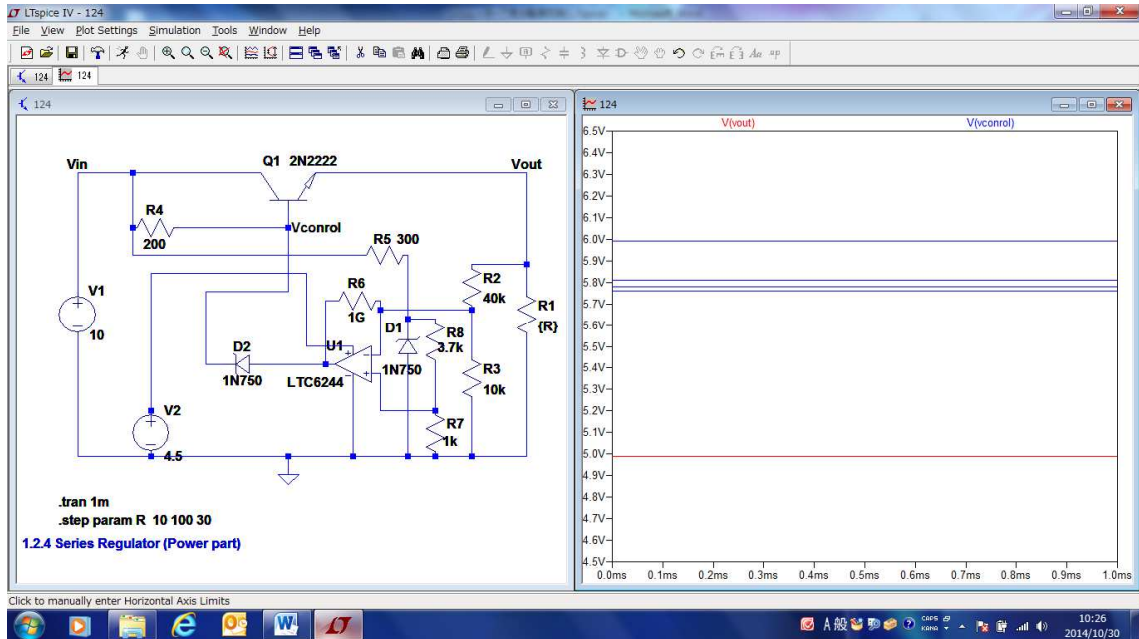 LTspice IV - 124
File View Plot Settings Simulation Tools Window Help
124 124
124
Vin
Q1 2N2222
Vout
R4
200
Vconrol
R5 300
R2
40k
R6
1G
R1
{R}
V1
10
D1
1N750
R8
3.7k
D2
1N750
U1
LTC6244
R3
10k
V2
4.5
R7
1k
.tran 1m
.step param R 10 100 30
1.2.4 Series Regulator (Power part)
124
V(vout) V(vconrol)
6.5V
6.4V
6.3V
6.2V
6.1V
6.0V
5.9V
5.8V
5.7V
5.6V
5.5V
5.4V
5.3V
5.2V
5.1V
5.0V
4.9V
4.8V
4.7V
4.6V
4.5V
0.0ms 0.1ms 0.2ms 0.3ms 0.4ms 0.5ms 0.6ms 0.7ms 0.8ms 0.9ms 1.0ms
Click to manually enter Horizontal Axis Limits
A 般 CAPS KANA
10:26
2014/10/30